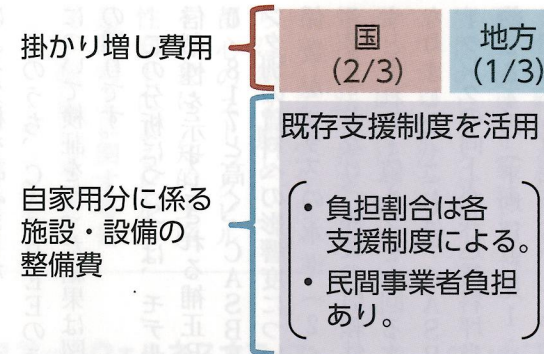 掛かり増し費用
国
(2/3)
地方
(1/3)
既存支援制度を活用
自家用分に係る
施設・設備の
整備費
・負担割合は各
支援制度による。
・民間事業者負担
あり。